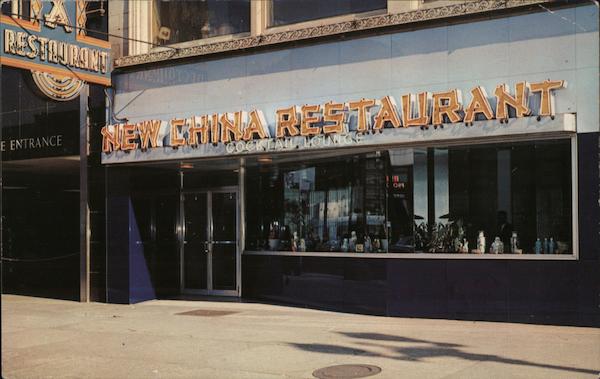 RESTAURANT
E ENTRANCE
NEW CHINA RESTAURANT
COCKTAIL LOUNGE